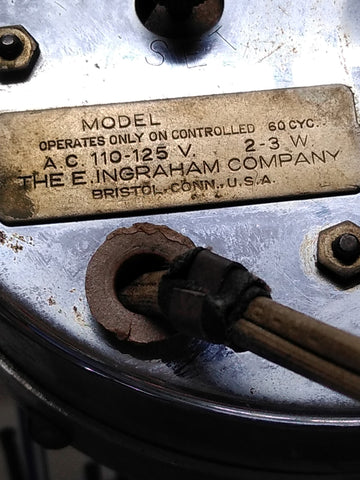 SET
MODEL
OPERATES ONLY ON CONTROLLED 60 CYC.
A.C. 110-125 V. 2-3 W
THE E. INGRAHAM COMPANY
BRISTOL, CONN., U.S.A.